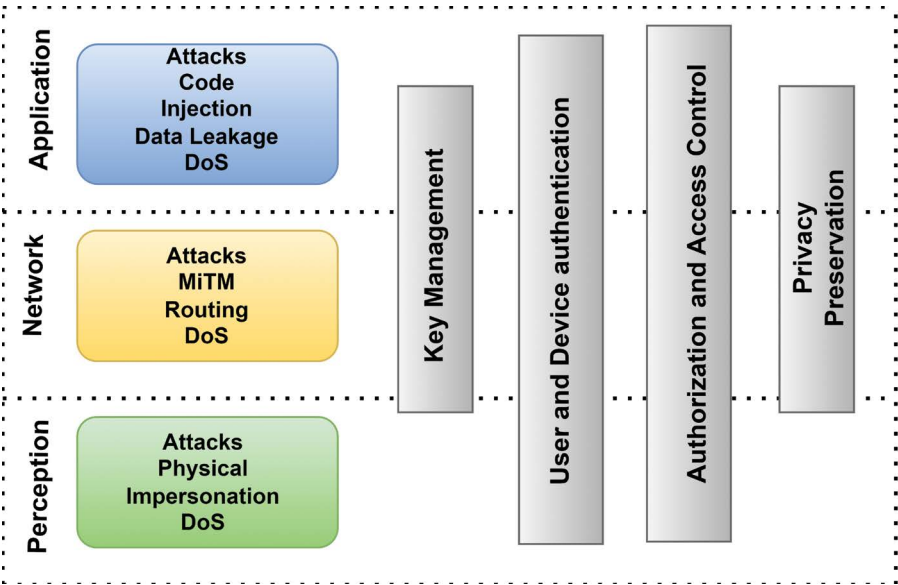 Application
Attacks
Code
Injection
Data Leakage
DoS
Network
Attacks
MiTM
Routing
DoS
Perception
Attacks
Physical
Impersonation
DoS
Key Management
User and Device authentication
Authorization and Access Control
Privacy
Preservation